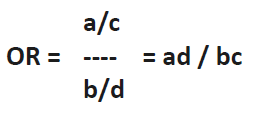 a/c
OR = ---- = ad / bc
b/d